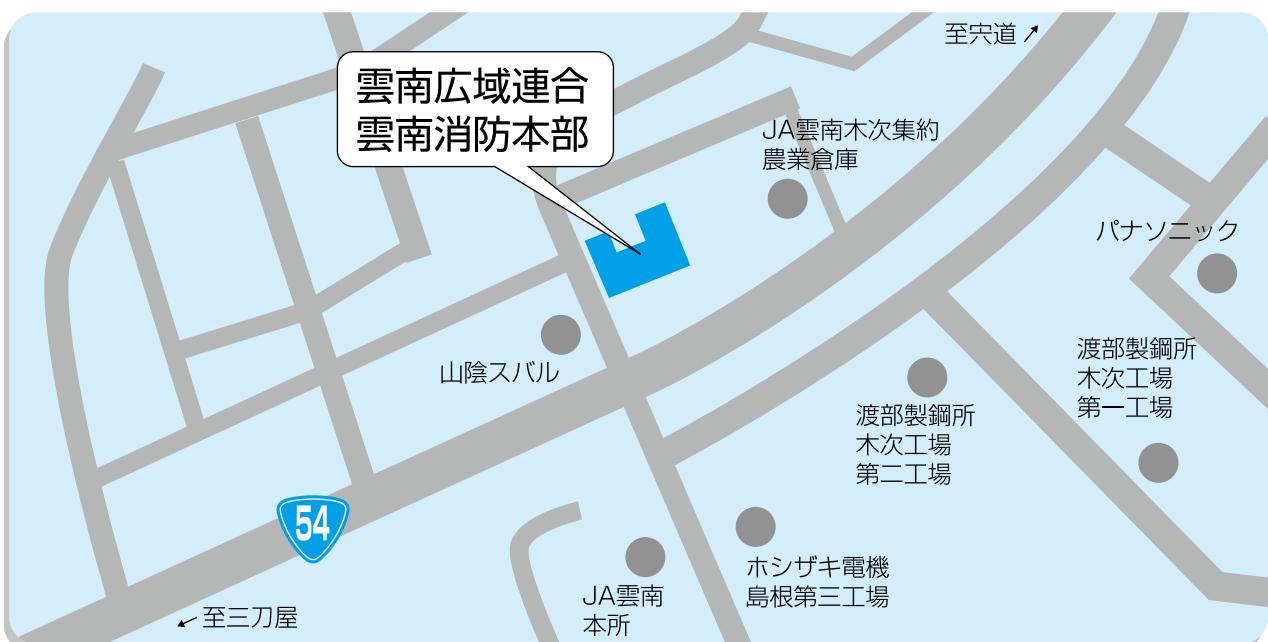 至宍道
雲南広域連合
雲南消防本部
JA雲南木次集約
農業倉庫
パナソニック
山陰スバル
渡部製鋼所
木次工場
第一工場
渡部製鋼所
木次工場
第二工場
54
ホシザキ電機
島根第三工場
JA雲南
本所
至三刀屋